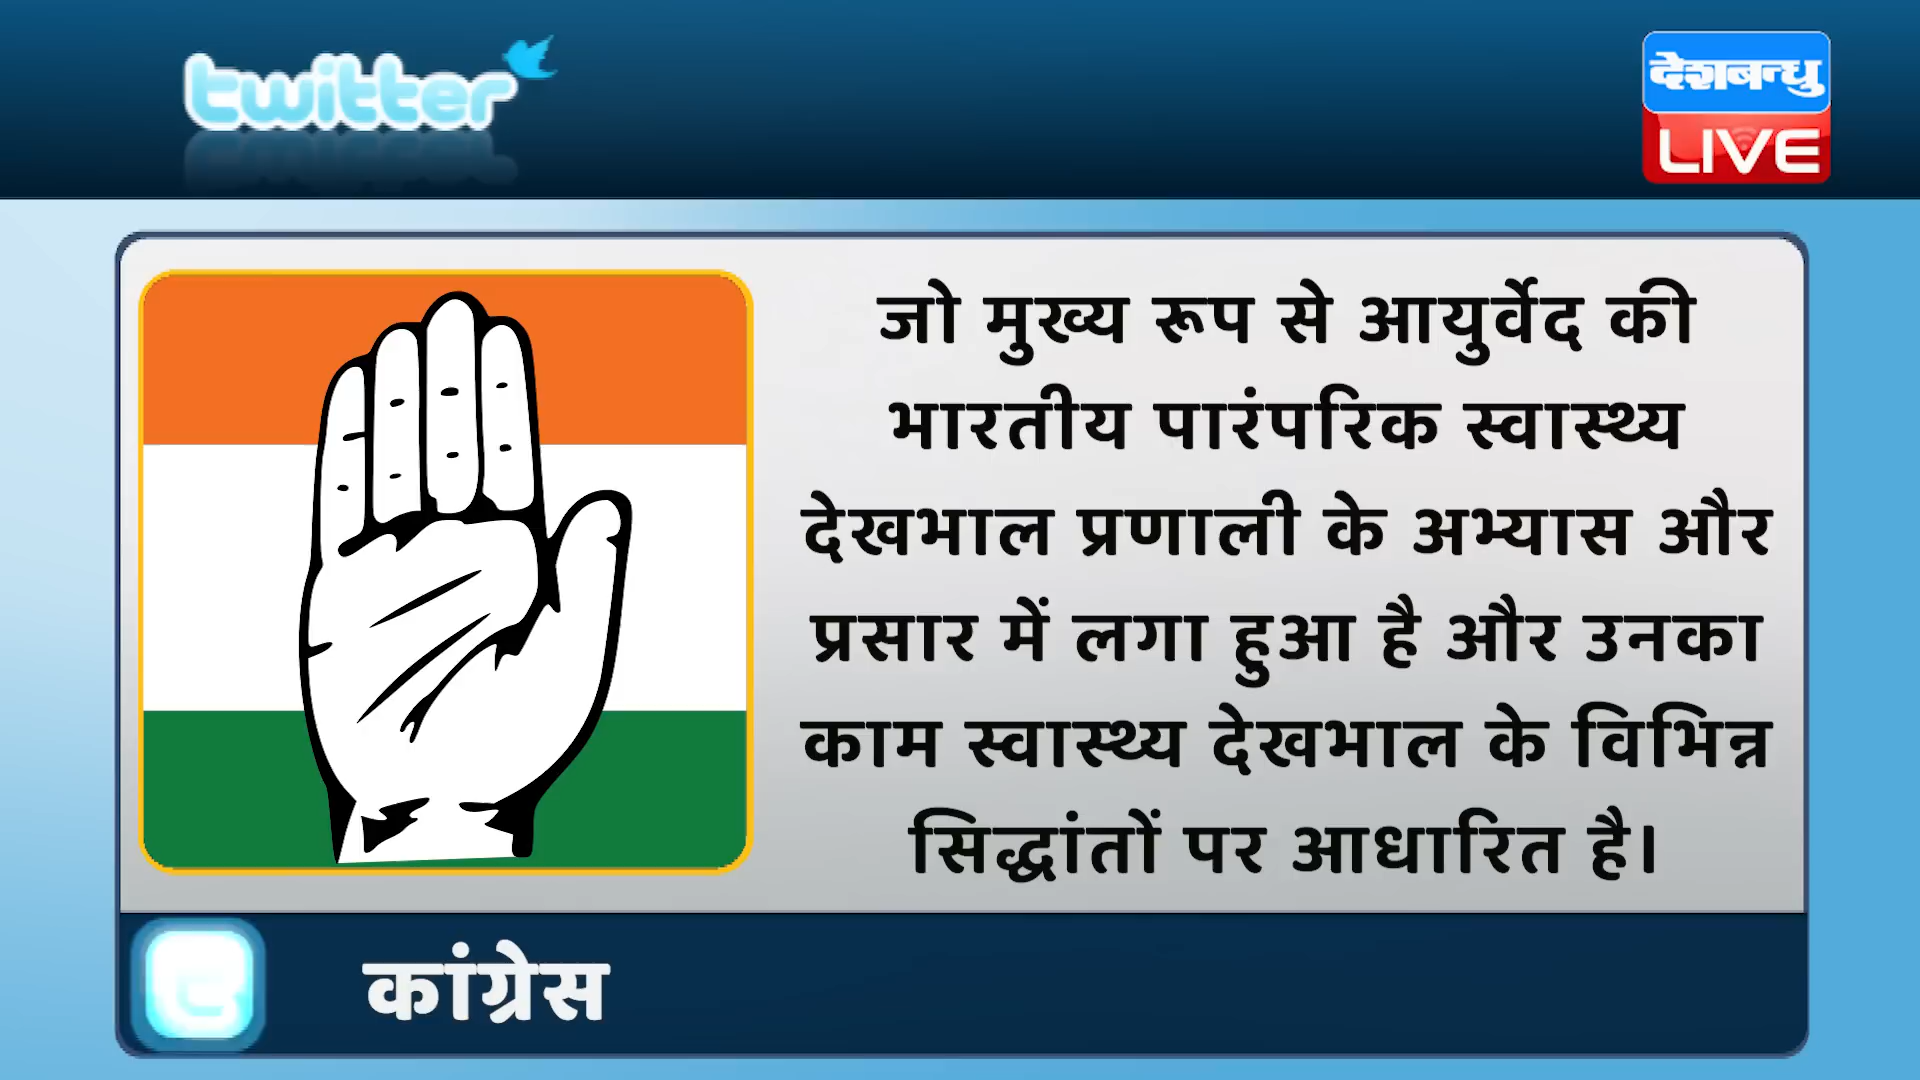 twitter
देशबन्धु
LIVE
जो मुख्य रूप से आयुर्वेद की
भारतीय पारंपरिक स्वास्थ्य
देखभाल प्रणाली के अभ्यास और
प्रसार में लगा हुआ है और उनका
काम स्वास्थ्य देखभाल के विभिन्न
सिद्धांतों पर आधारित है।
कांग्रेस